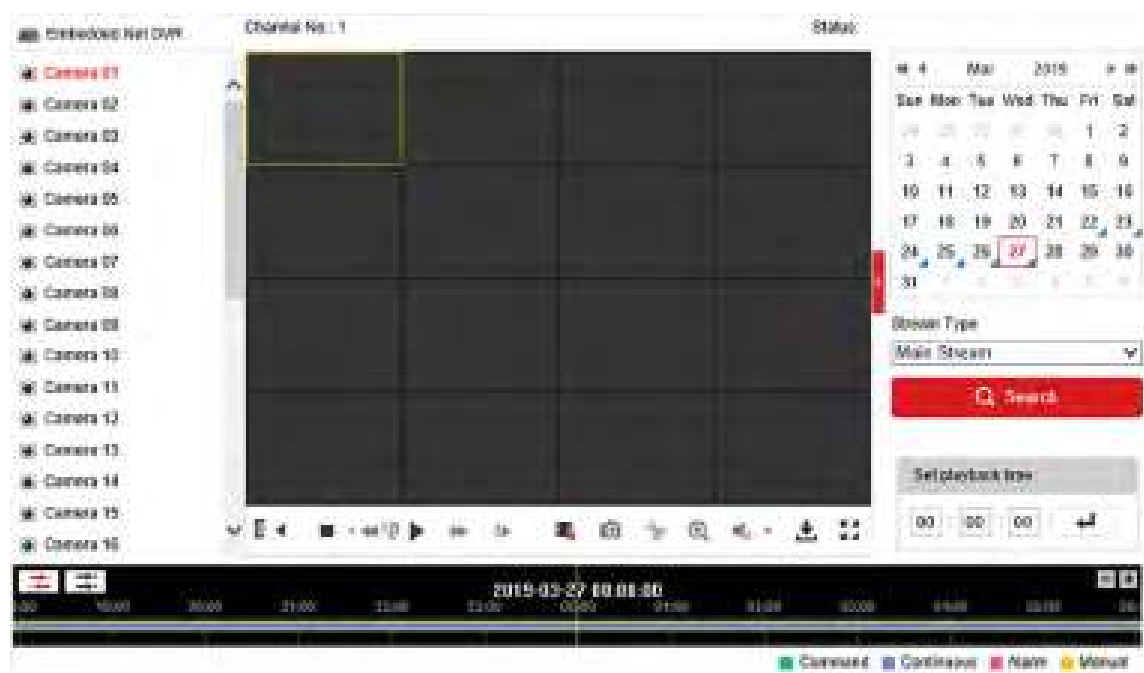 Embedded Net DVR
Channel No. : 1
Status:
Camera 01
Camera 02
Camera 03
Camera 04
Camera 05
Camera 06
Camera 07
Camera 08
Camera 09
Camera 10
Camera 11
Camera 12
Camera 13
Camera 14
Camera 15
Camera 16
Mar 2019
Sun Mon Tue Wed Thu Fri Sat
1 2
3 4 5 6 7 8 9
10 11 12 13 14 15 16
17 18 19 20 21 22 23
24 25 26 27 28 29 30
31
Stream Type
Main Stream
Search
Set playback time
00 00 00
2019-03-27 00:00:00
Command Continuous Alarm Manual